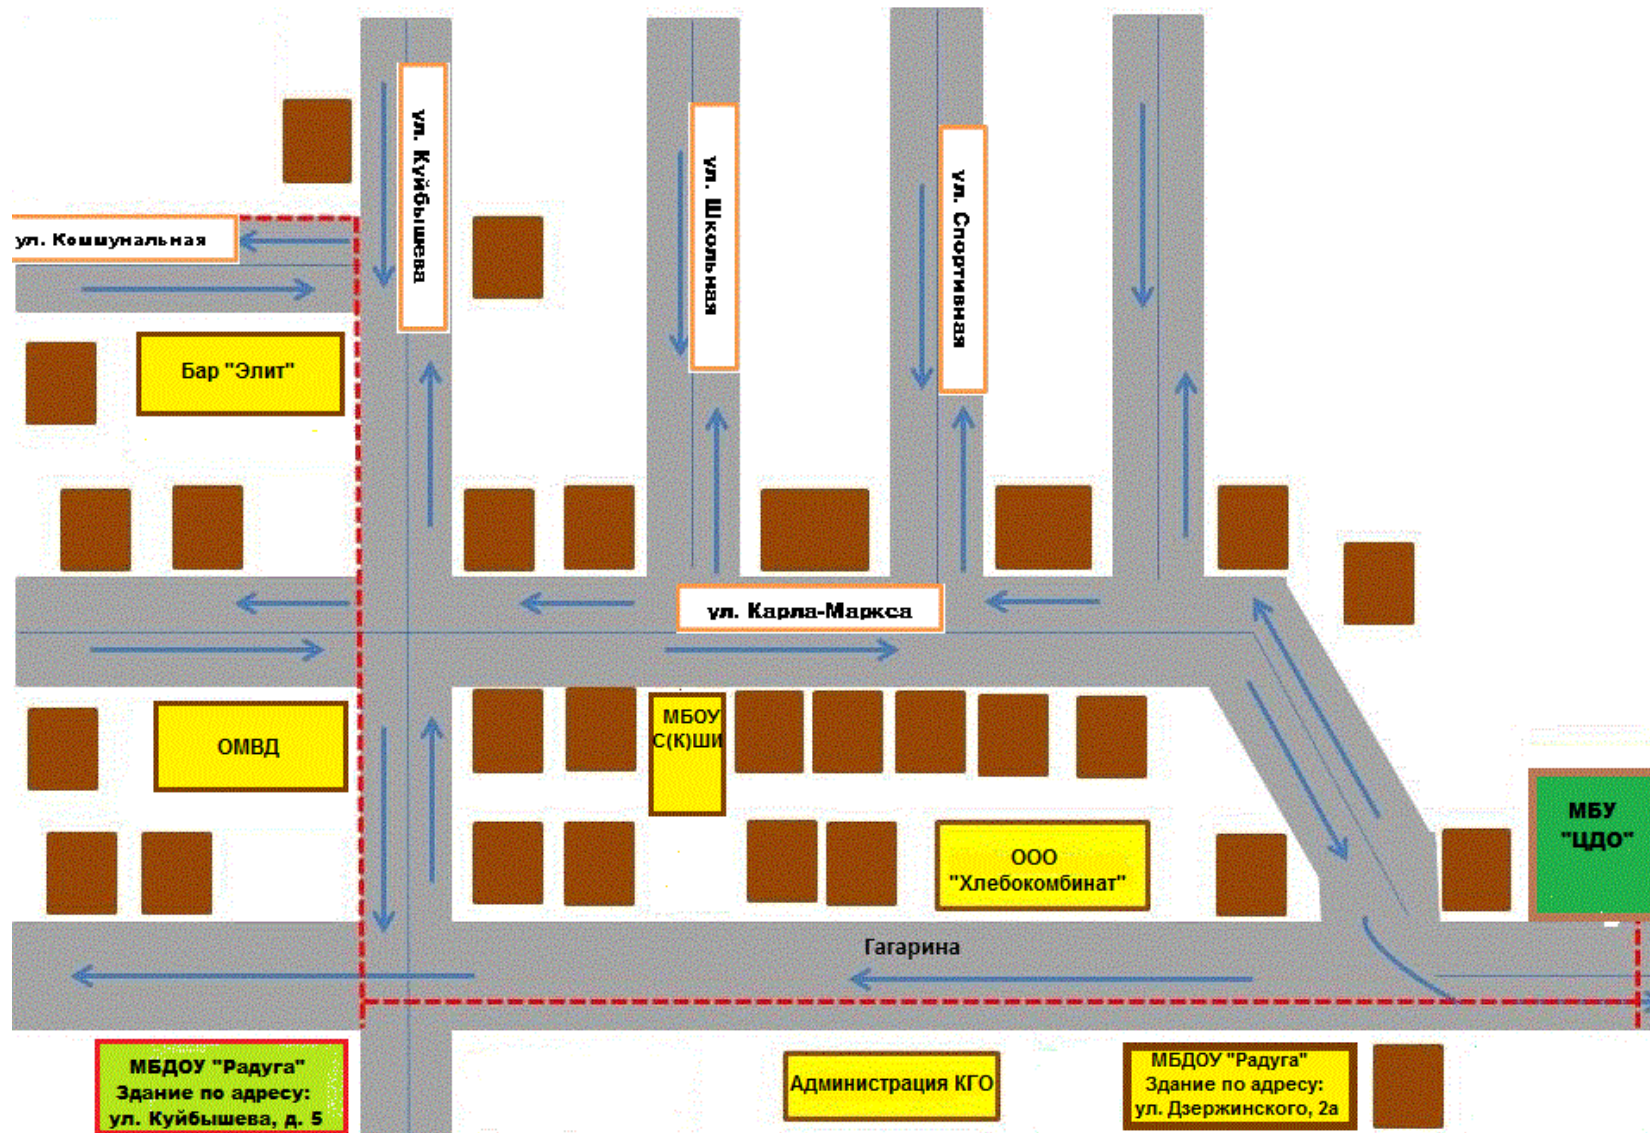 ул. Куйбышева
ул. Школьная
ул. Спортивная
ул. Коммунальная
Бар "Элит"
ул. Карла-Маркса
ОМВД
МБОУ
С(К)ШИ
МБУ
"ЦДО"
ООО
"Хлебокомбинат"
Гагарина
МБДОУ "Радуга"
Здание по адресу:
ул. Куйбышева, д. 5
Администрация КГО
МБДОУ "Радуга"
Здание по адресу:
ул. Дзержинского, 2а